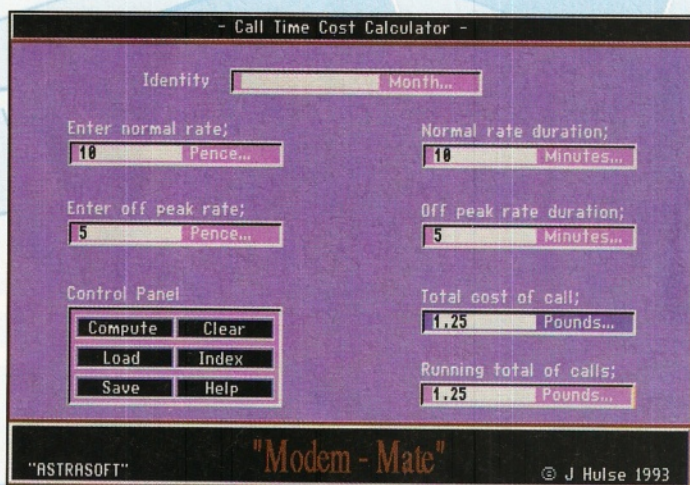 - Call Time Cost Calculator -
Identity Month...
Enter normal rate;
10 Pence...
Normal rate duration;
10 Minutes...
Enter off peak rate;
5 Pence...
Off peak rate duration;
5 Minutes...
Control Panel
Compute Clear
Load Index
Save Help
Total cost of call;
1.25 Pounds...
Running total of calls;
1.25 Pounds...
"ASTRASOFT" "Modem - Mate" © J Hulse 1993